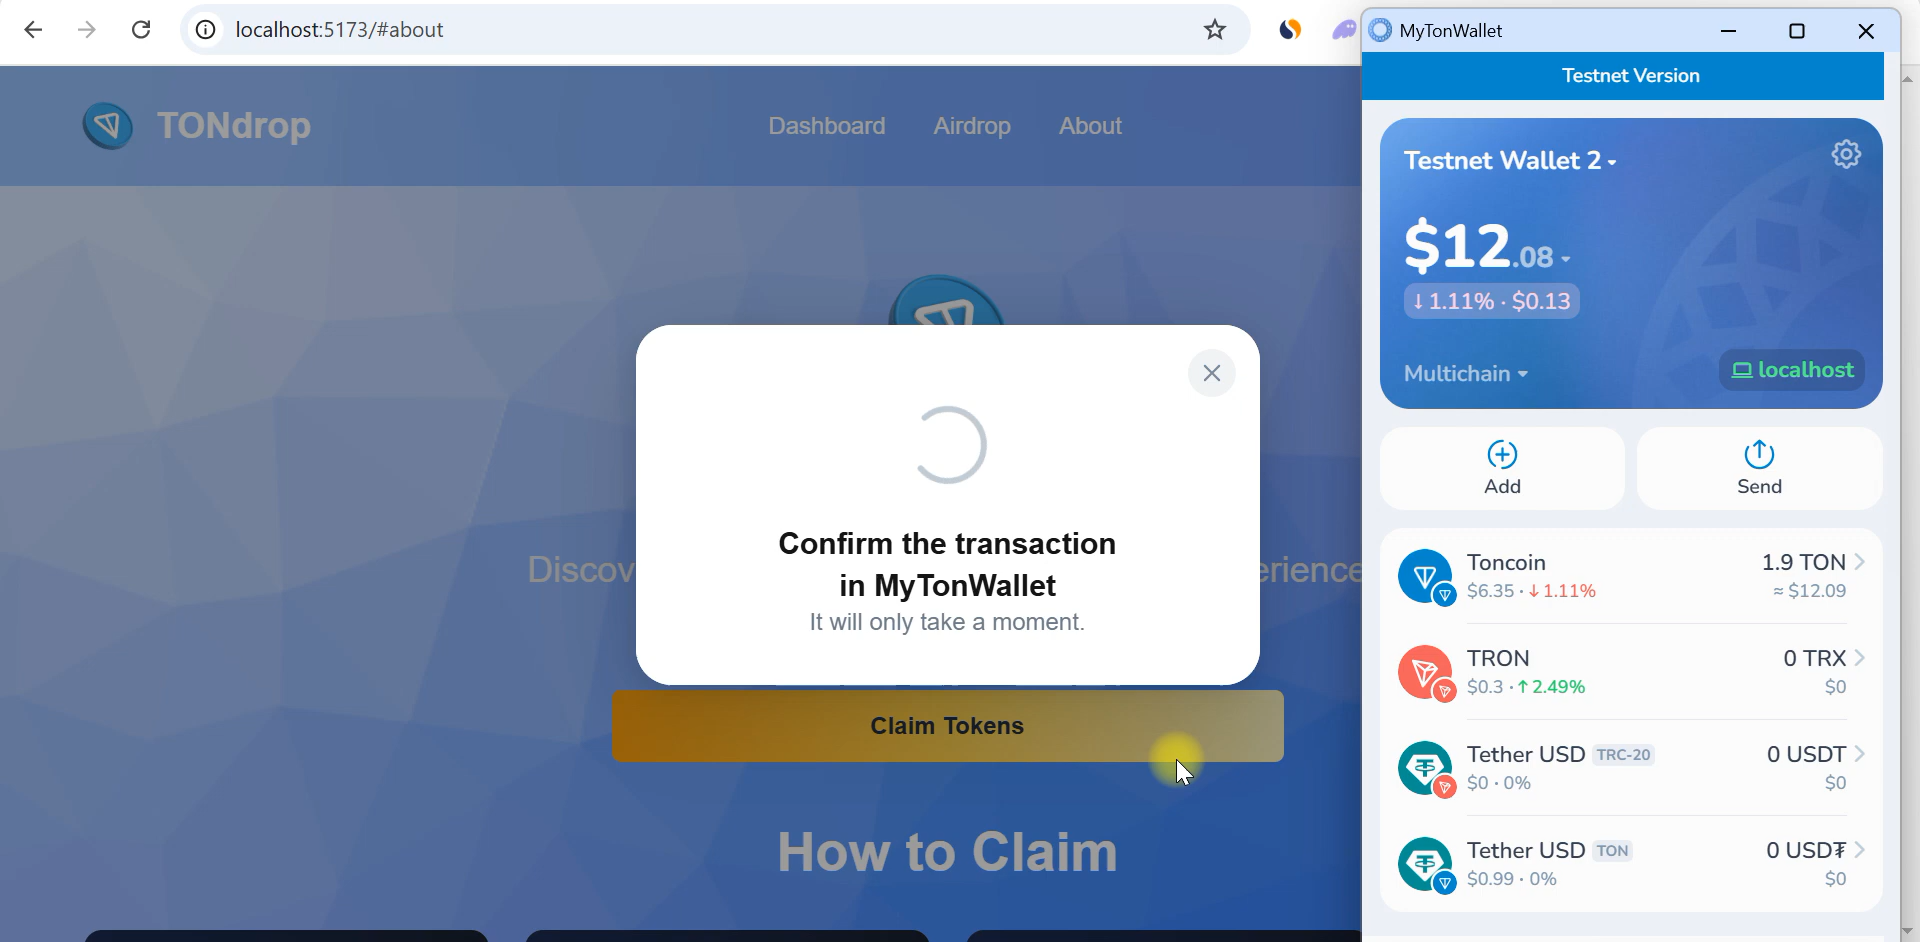 localhost:5173/#about
TONdrop
Dashboard
Airdrop
About
Discov
erience
Confirm the transaction
in MyTonWallet
It will only take a moment.
Claim Tokens
How to Claim
MyTonWallet
Testnet Version
Testnet Wallet 2
$12.08
↓ 1.11% · $0.13
Multichain
localhost
Add
Send
Toncoin
1.9 TON
$6.35 · ↓ 1.11%
≈ $12.09
TRON
0 TRX
$0.3 · ↑ 2.49%
$0
Tether USD TRC-20
0 USDT
$0 · 0%
$0
Tether USD TON
0 USD₮
$0.99 · 0%
$0